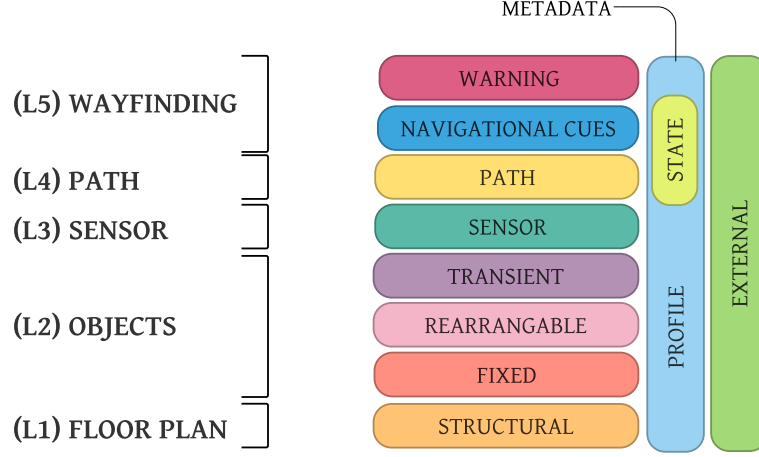 METADATA
(L5) WAYFINDING
WARNING
NAVIGATIONAL CUES
(L4) PATH
PATH
(L3) SENSOR
SENSOR
(L2) OBJECTS
TRANSIENT
REARRANGABLE
FIXED
(L1) FLOOR PLAN
STRUCTURAL
STATE
PROFILE
EXTERNAL